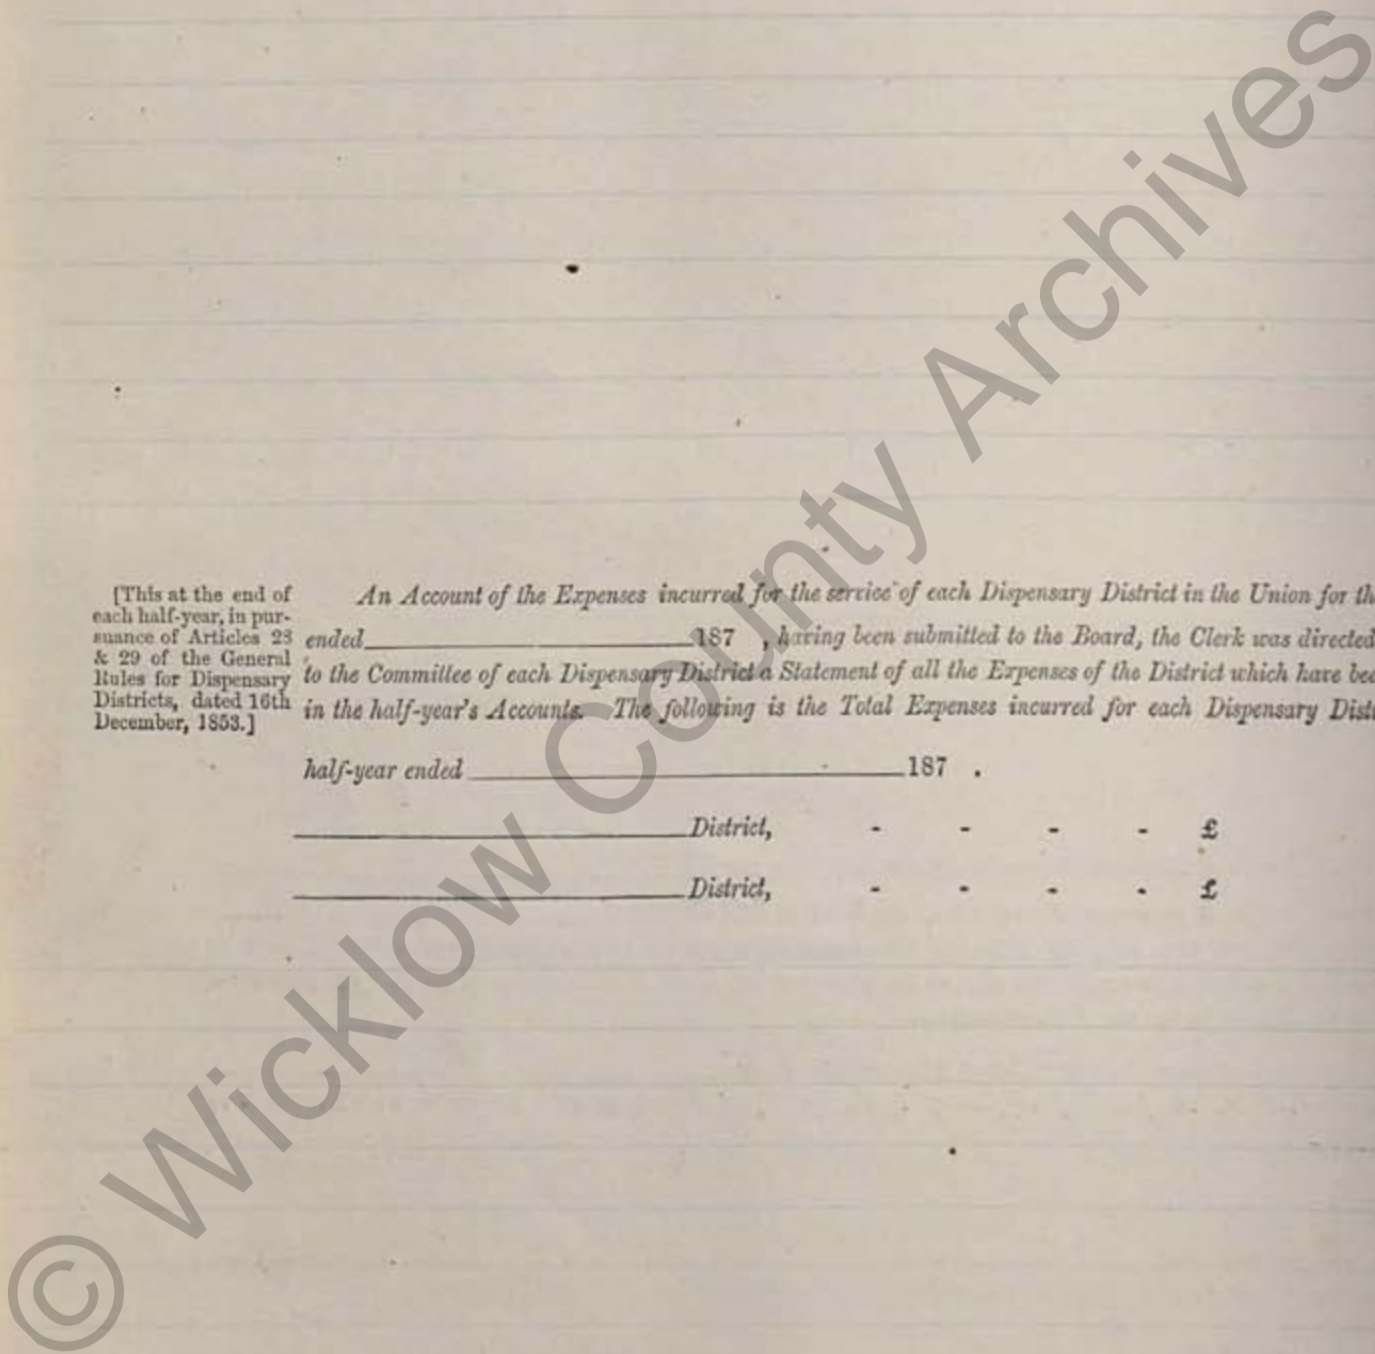 [This at the end of
each half-year, in pur-
suance of Articles 28
& 29 of the General
Rules for Dispensary
Districts, dated 16th
December, 1853.]
An Account of the Expenses incurred for the service of each Dispensary District in the Union for th
ended 187 , having been submitted to the Board, the Clerk was directed
to the Committee of each Dispensary District a Statement of all the Expenses of the District which have bee
in the half-year's Accounts. The following is the Total Expenses incurred for each Dispensary Dist
half-year ended 187 .
District, - - - - £
District, - - - - £
© Wicklow County Archives